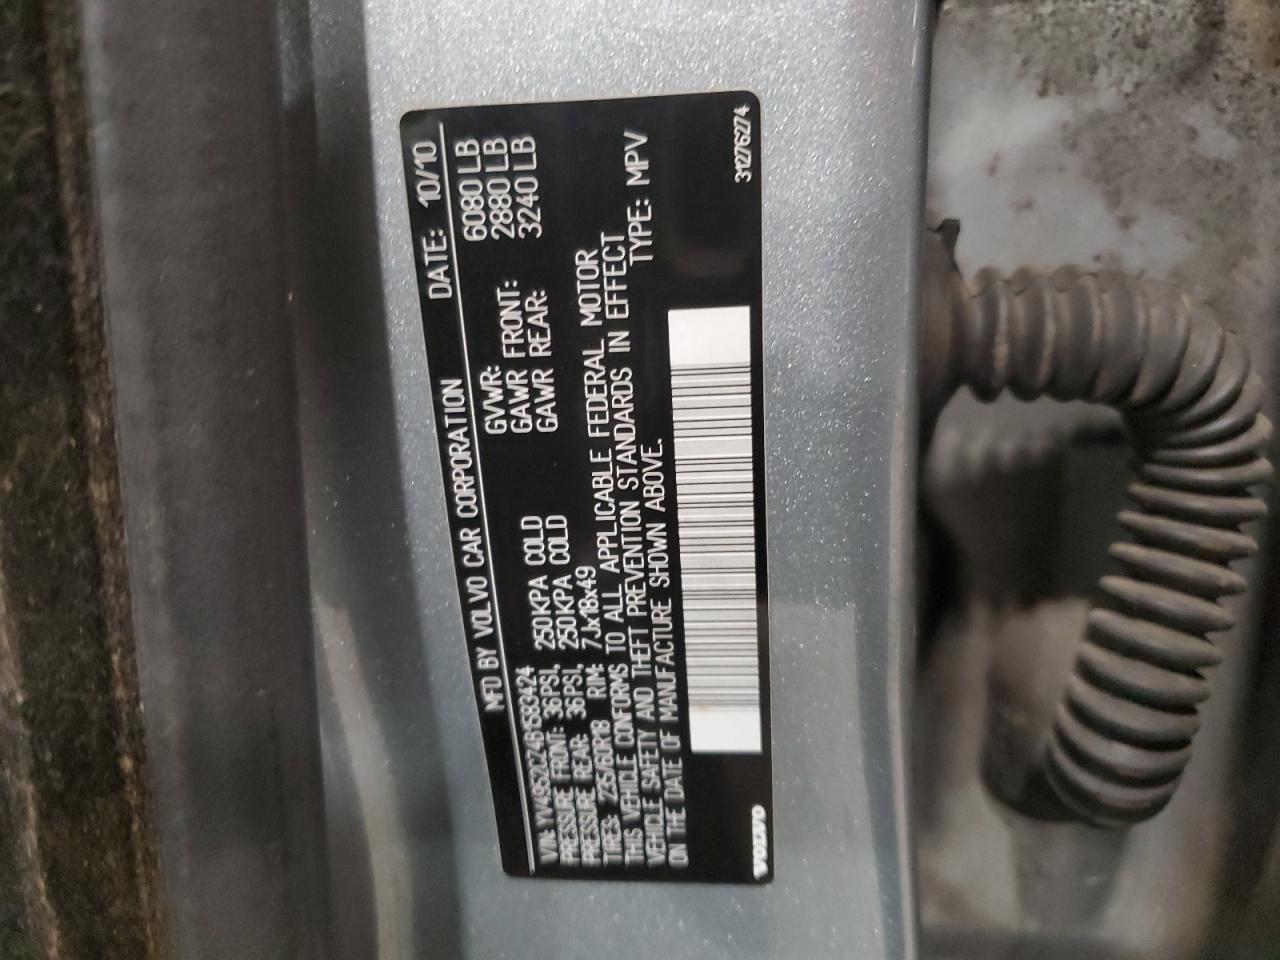 MFD BY VOLVO CAR CORPORATION DATE: 10/10
VIN: YV4952CZ4B1583424 GVWR: 6080 LB
PRESSURE FRONT: 36PSI, 250KPA COLD GAWR FRONT: 2880 LB
PRESSURE REAR: 36PSI, 250KPA COLD GAWR REAR: 3240 LB
TIRES: 235/60R18 RIM: 7Jx18x49
THIS VEHICLE CONFORMS TO ALL APPLICABLE FEDERAL MOTOR
VEHICLE SAFETY AND THEFT PREVENTION STANDARDS IN EFFECT
ON THE DATE OF MANUFACTURE SHOWN ABOVE. TYPE: MPV
VOLVO 31276274